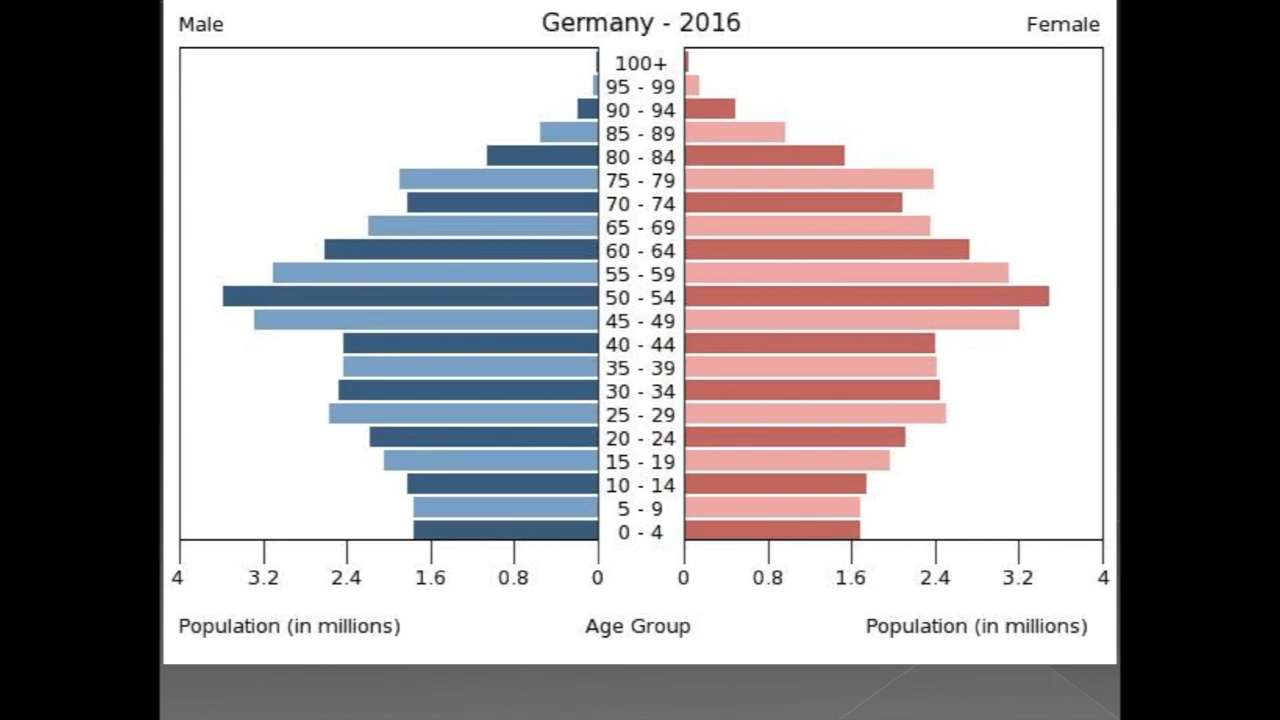 Male Germany - 2016 Female
100+
95 - 99
90 - 94
85 - 89
80 - 84
75 - 79
70 - 74
65 - 69
60 - 64
55 - 59
50 - 54
45 - 49
40 - 44
35 - 39
30 - 34
25 - 29
20 - 24
15 - 19
10 - 14
5 - 9
0 - 4
4 3.2 2.4 1.6 0.8 0 0 0.8 1.6 2.4 3.2 4
Population (in millions) Age Group Population (in millions)